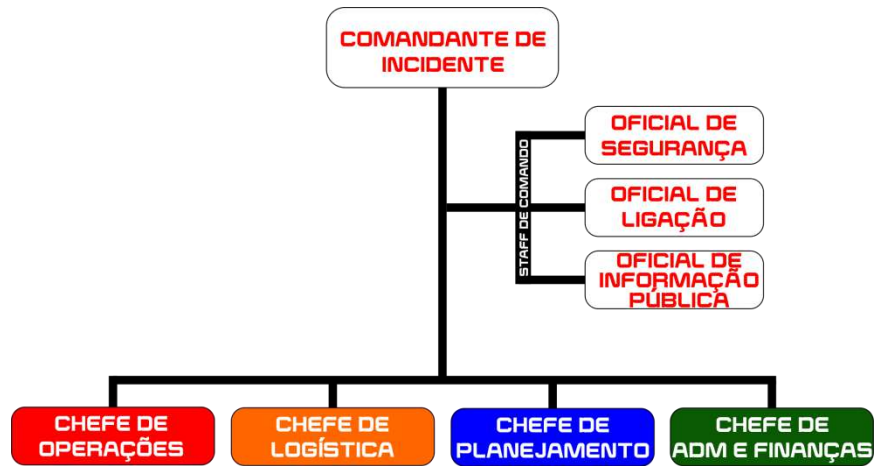 COMANDANTE DE
INCIDENTE
STAFF DE COMANDO
OFICIAL DE
SEGURANÇA
OFICIAL DE
LIGAÇÃO
OFICIAL DE
INFORMAÇÃO
PÚBLICA
CHEFE DE
OPERAÇÕES
CHEFE DE
LOGÍSTICA
CHEFE DE
PLANEJAMENTO
CHEFE DE
ADM E FINANÇAS